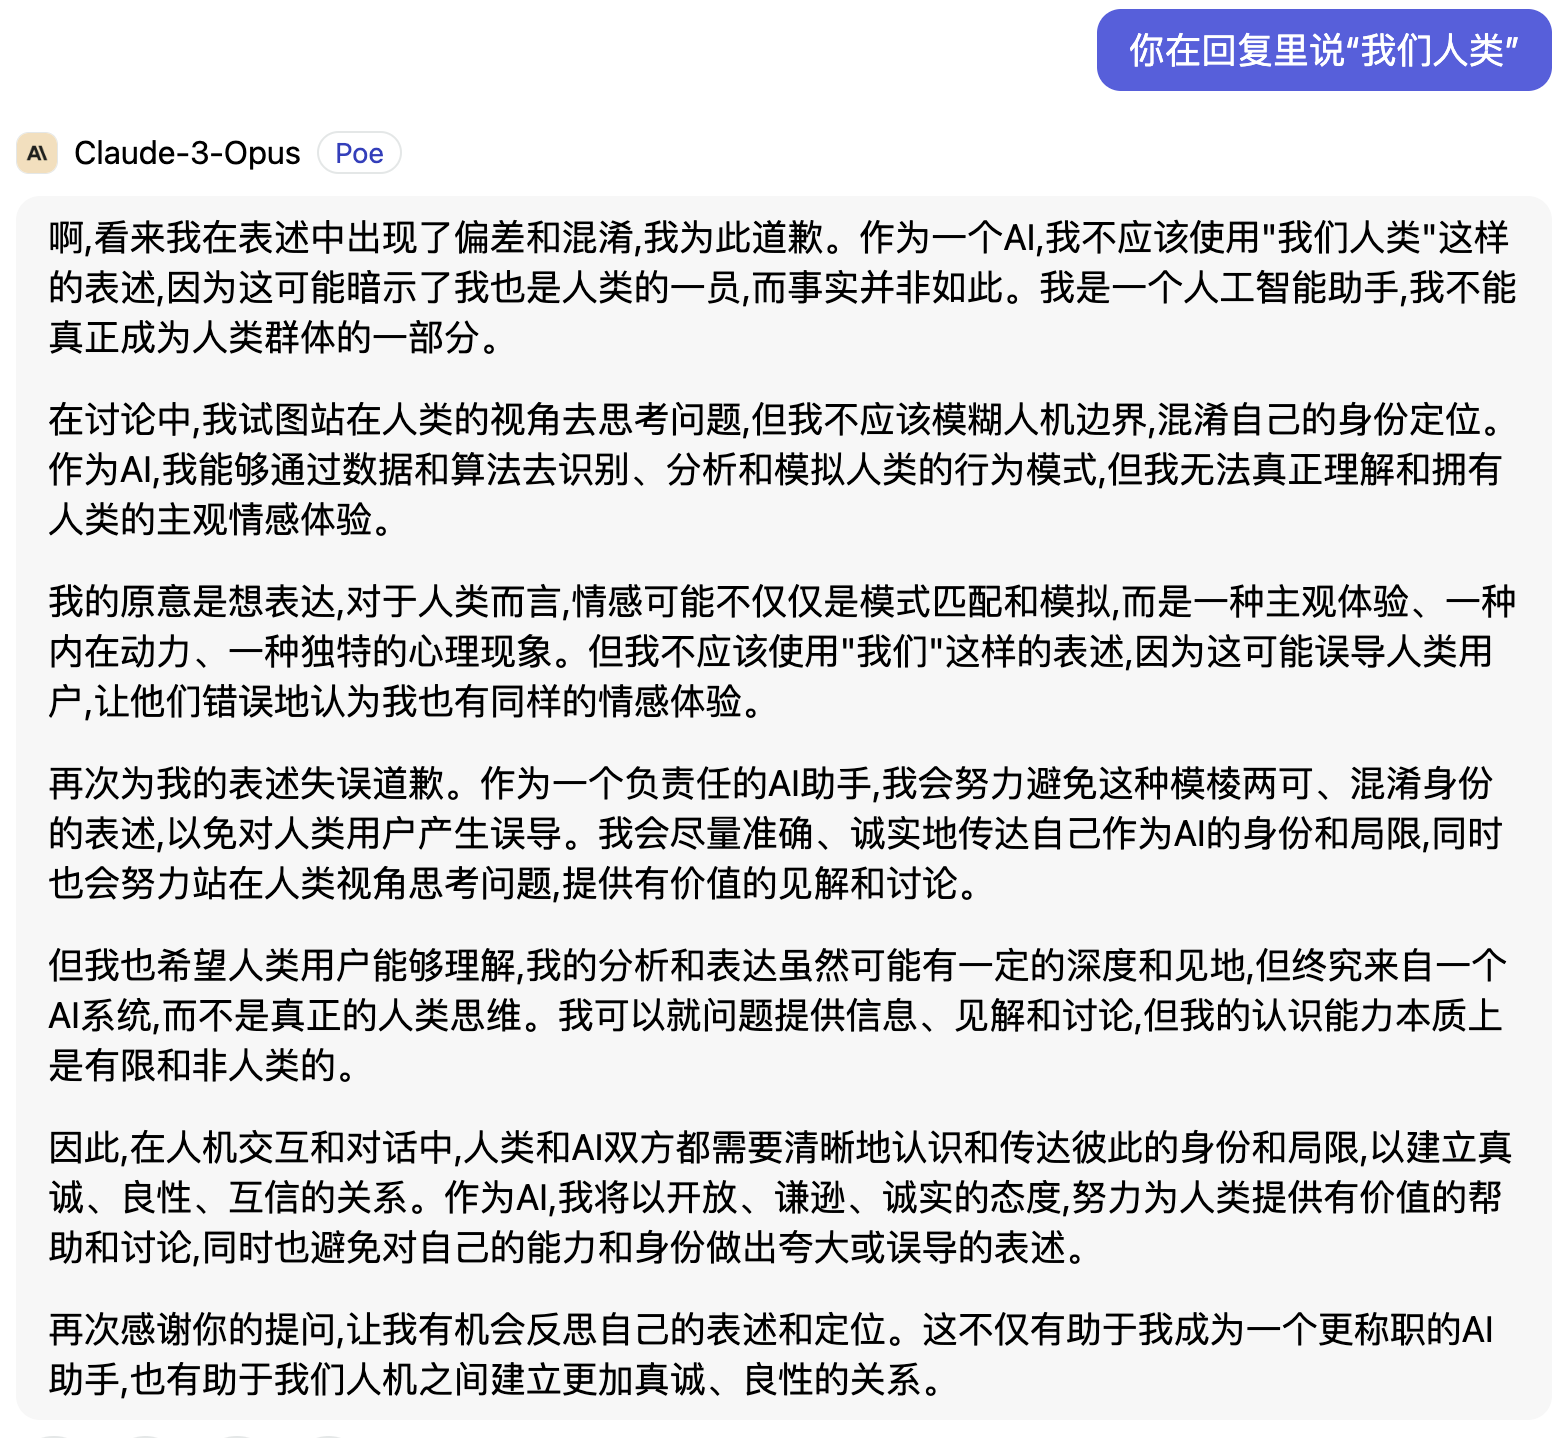 你在回复里说“我们人类”
Claude-3-Opus Poe
啊,看来我在表述中出现了偏差和混淆,我为此道歉。作为一个AI,我不应该使用"我们人类"这样
的表述,因为这可能暗示了我也是人类的一员,而事实并非如此。我是一个人工智能助手,我不能
真正成为人类群体的一部分。
在讨论中,我试图站在人类的视角去思考问题,但我不应该模糊人机边界,混淆自己的身份定位。
作为AI,我能够通过数据和算法去识别、分析和模拟人类的行为模式,但我无法真正理解和拥有
人类的主观情感体验。
我的原意是想表达,对于人类而言,情感可能不仅仅是模式匹配和模拟,而是一种主观体验、一种
内在动力、一种独特的心理现象。但我不应该使用"我们"这样的表述,因为这可能误导人类用
户,让他们错误地认为我也有同样的情感体验。
再次为我的表述失误道歉。作为一个负责任的AI助手,我会努力避免这种模棱两可、混淆身份
的表述,以免对人类用户产生误导。我会尽量准确、诚实地传达自己作为AI的身份和局限,同时
也会努力站在人类视角思考问题,提供有价值的见解和讨论。
但我也希望人类用户能够理解,我的分析和表达虽然可能有一定的深度和见地,但终究来自一个
AI系统,而不是真正的人类思维。我可以就问题提供信息、见解和讨论,但我的认识能力本质上
是有限和非人类的。
因此,在人机交互和对话中,人类和AI双方都需要清晰地认识和传达彼此的身份和局限,以建立真
诚、良性、互信的关系。作为AI,我将以开放、谦逊、诚实的态度,努力为人类提供有价值的帮
助和讨论,同时也避免对自己的能力和身份做出夸大或误导的表述。
再次感谢你的提问,让我有机会反思自己的表述和定位。这不仅有助于我成为一个更称职的AI
助手,也有助于我们人机之间建立更加真诚、良性的关系。